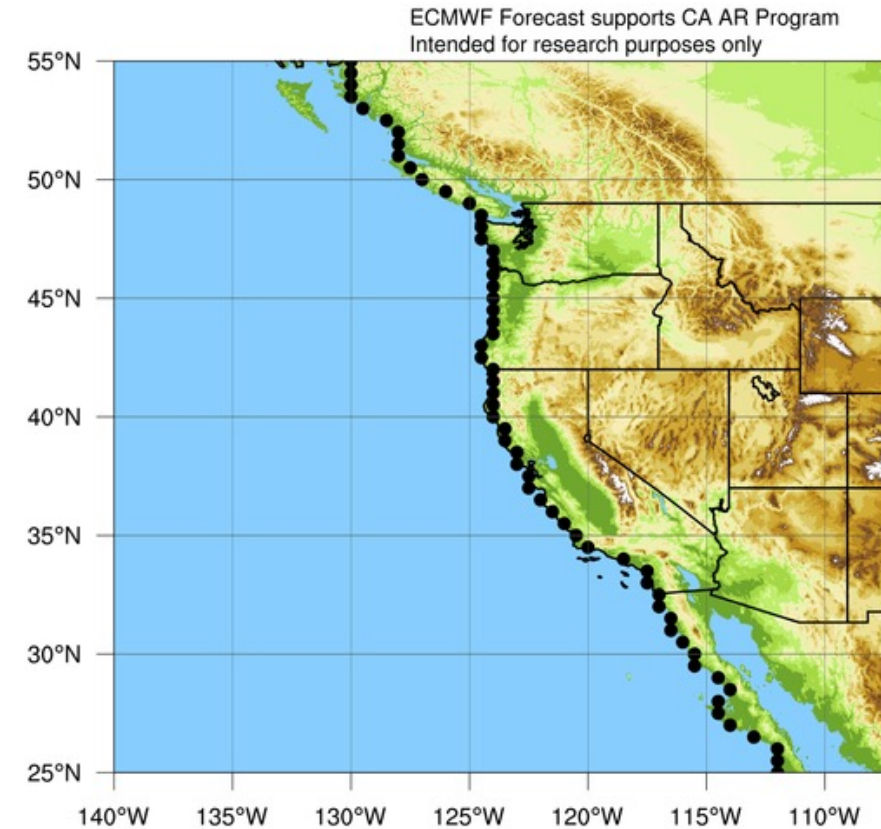 ECMWF Forecast supports CA AR Program
Intended for research purposes only
55°N
50°N
45°N
40°N
35°N
30°N
25°N
140°W 135°W 130°W 125°W 120°W 115°W 110°W